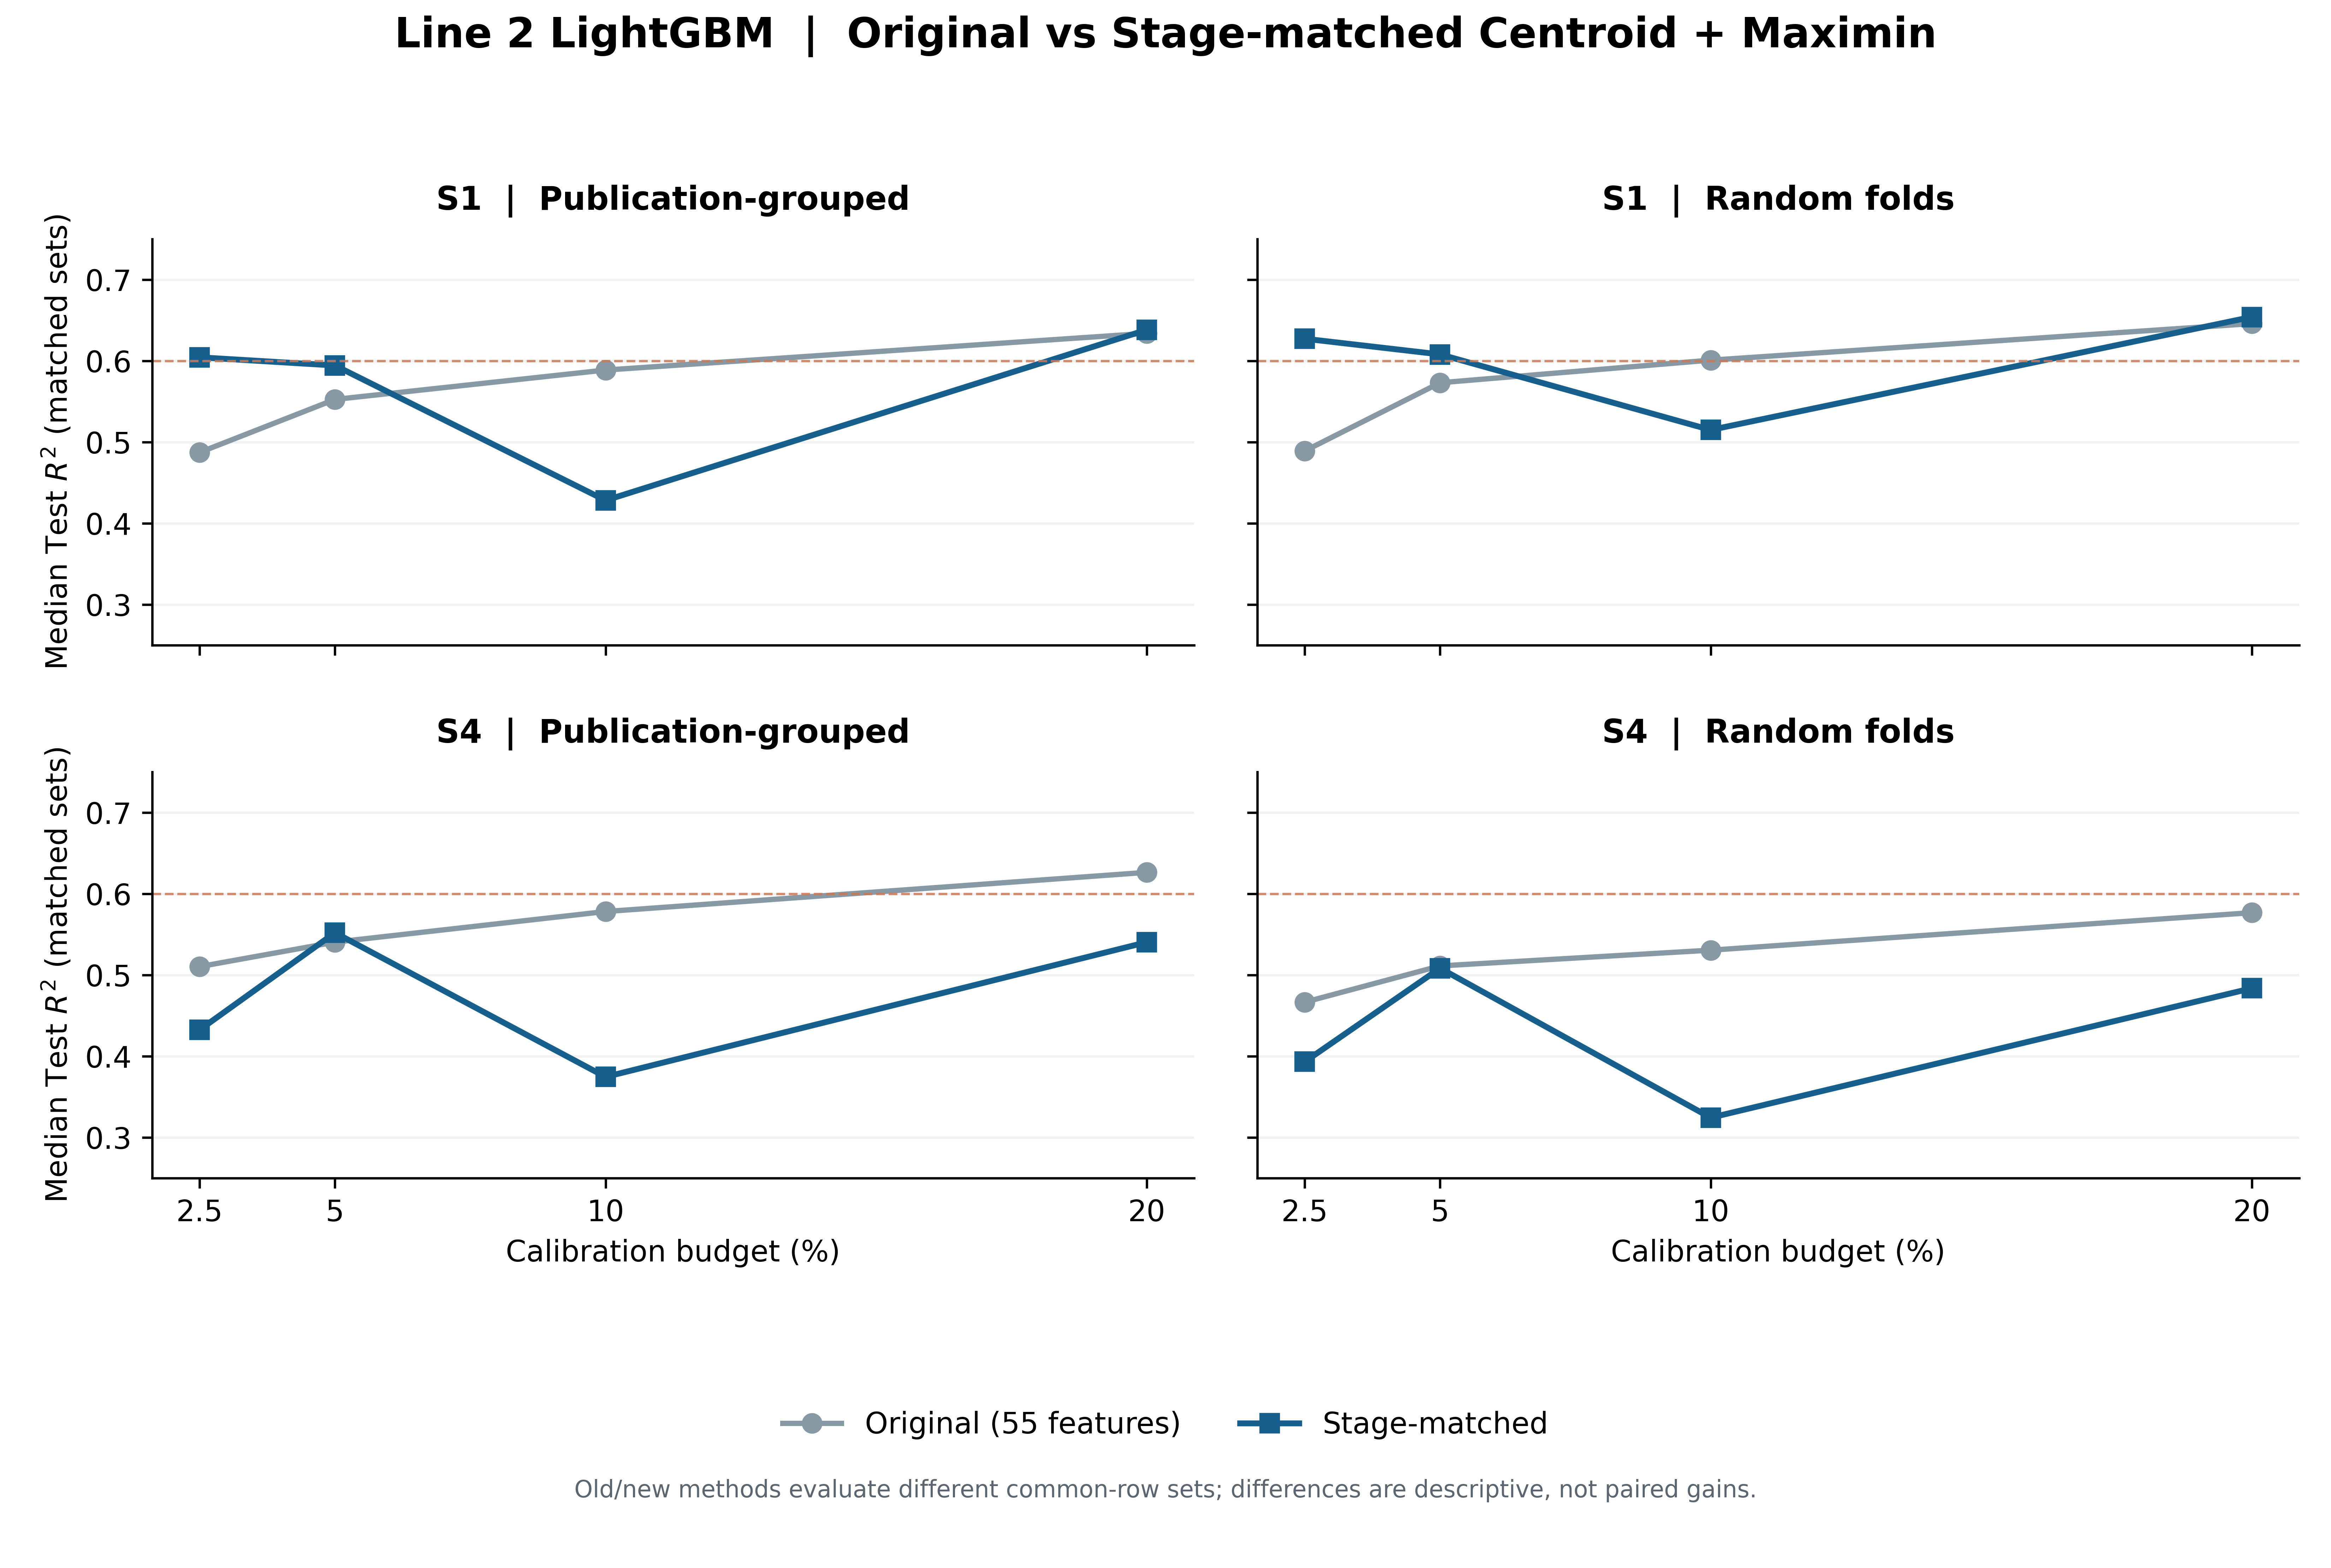 Line 2 LightGBM | Original vs Stage-matched Centroid + Maximin
S1 | Publication-grouped
S1 | Random folds
Median Test R² (matched sets)
0.7
0.6
0.5
0.4
0.3
S4 | Publication-grouped
S4 | Random folds
Median Test R² (matched sets)
0.7
0.6
0.5
0.4
0.3
2.5 5 10 20
2.5 5 10 20
Calibration budget (%)
Calibration budget (%)
Original (55 features)
Stage-matched
Old/new methods evaluate different common-row sets; differences are descriptive, not paired gains.